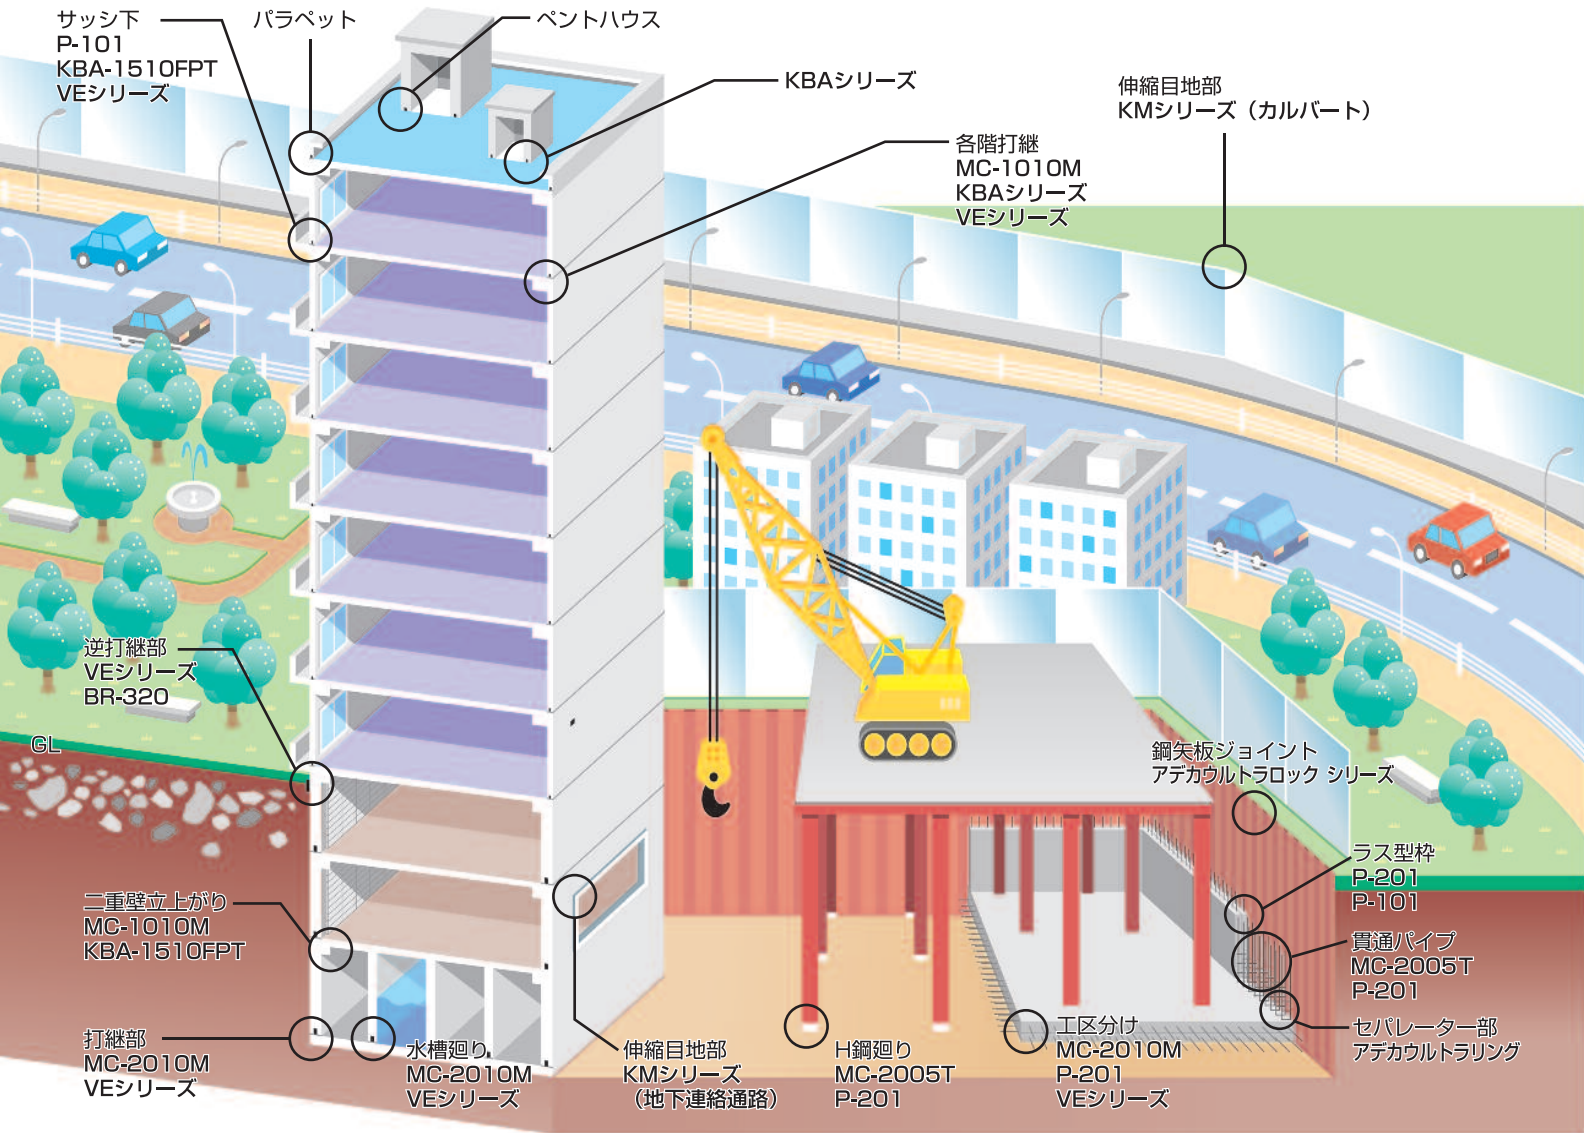 サッシ下
P-101
KBA-1510FPT
VEシリーズ
パラペット
ペントハウス
KBAシリーズ
伸縮目地部
KMシリーズ（カルバート）
各階打継
MC-1010M
KBAシリーズ
VEシリーズ
逆打継部
VEシリーズ
BR-320
GL
鋼矢板ジョイント
アデカウルトラロック シリーズ
ラス型枠
P-201
P-101
二重壁立上がり
MC-1010M
KBA-1510FPT
貫通パイプ
MC-2005T
P-201
打継部
MC-2010M
VEシリーズ
水槽廻り
MC-2010M
VEシリーズ
伸縮目地部
KMシリーズ
（地下連絡通路）
H鋼廻り
MC-2005T
P-201
工区分け
MC-2010M
P-201
VEシリーズ
セパレーター部
アデカウルトラリング